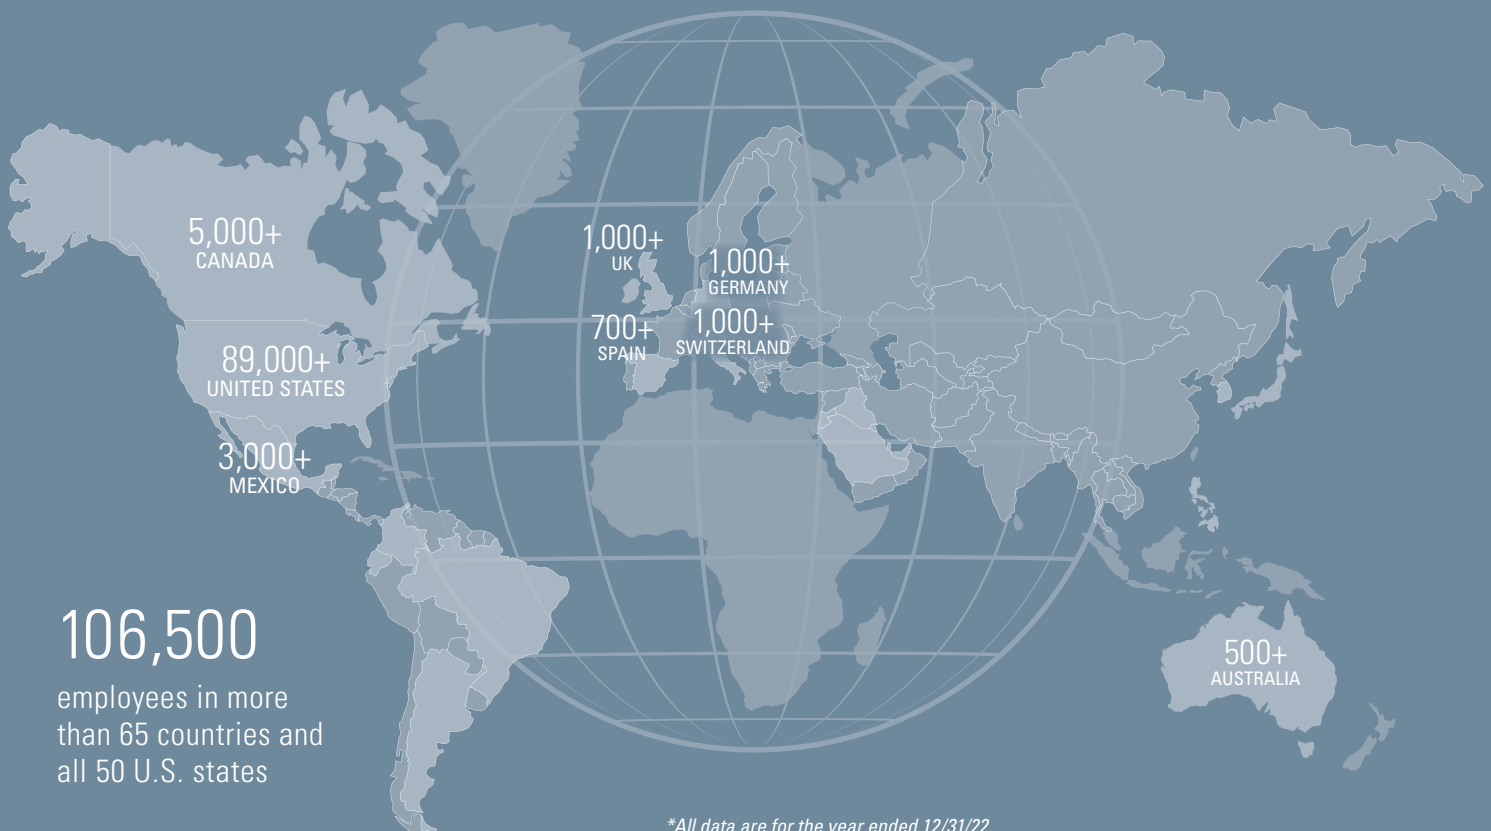 5,000+
CANADA
89,000+
UNITED STATES
3,000+
MEXICO
1,000+
UK
1,000+
GERMANY
700+
SPAIN
1,000+
SWITZERLAND
500+
AUSTRALIA
106,500
employees in more
than 65 countries and
all 50 U.S. states
*All data are for the year ended 12/31/22